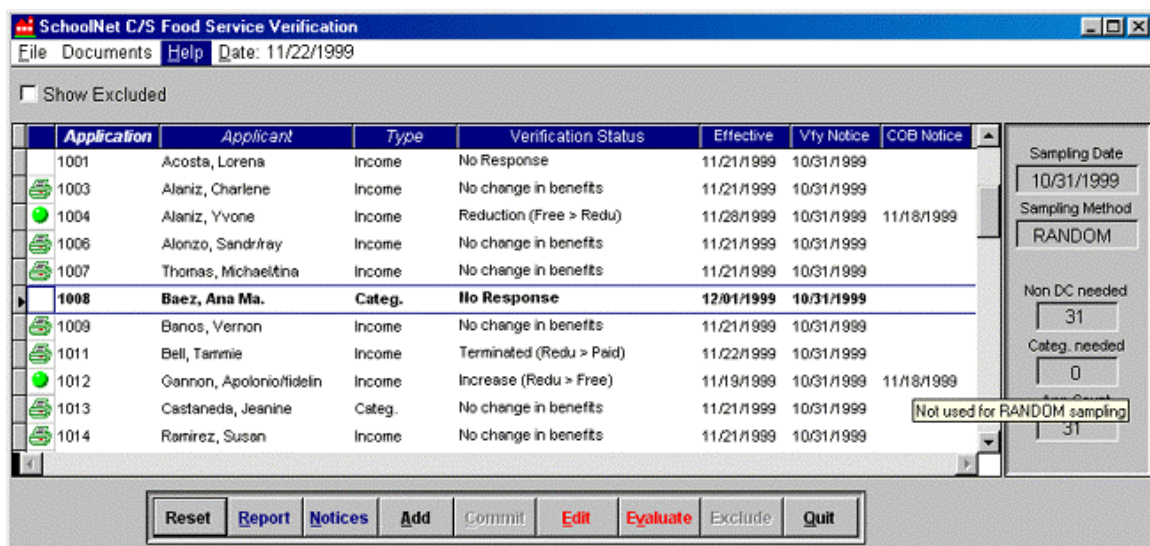 SchoolNet C/S Food Service Verification
File Documents Help Date: 11/22/1999
Show Excluded
Application Applicant Type Verification Status Effective Vfy Notice COB Notice
1001 Acosta, Lorena Income No Response 11/21/1999 10/31/1999
1003 Alaniz, Charlene Income No change in benefits 11/21/1999 10/31/1999
1004 Alaniz, Yvone Income Reduction (Free > Redu) 11/28/1999 10/31/1999 11/18/1999
1006 Alonzo, Sandr/ray Income No change in benefits 11/21/1999 10/31/1999
1007 Thomas, Michael/tina Income No change in benefits 11/21/1999 10/31/1999
1008 Baez, Ana Ma. Categ. No Response 12/01/1999 10/31/1999
1009 Banos, Vernon Income No change in benefits 11/21/1999 10/31/1999
1011 Bell, Tammie Income Terminated (Redu > Paid) 11/22/1999 10/31/1999
1012 Gannon, Apolonio/fidelin Income Increase (Redu > Free) 11/19/1999 10/31/1999 11/18/1999
1013 Castaneda, Jeanine Categ. No change in benefits 11/21/1999 10/31/1999
1014 Ramirez, Susan Income No change in benefits 11/21/1999 10/31/1999
Sampling Date
10/31/1999
Sampling Method
RANDOM
Non DC needed
31
Categ. needed
0
Not used for RANDOM sampling
31
Reset Report Notices Add Commit Edit Evaluate Exclude Quit